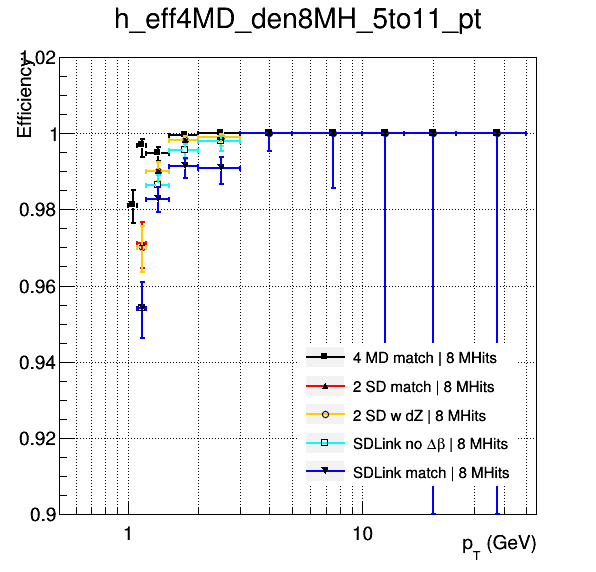 h_eff4MD_den8MH_5to11_pt
Efficiency
1.02
1
0.98
0.96
0.94
0.92
0.9
4 MD match | 8 MHits
2 SD match | 8 MHits
2 SD w dZ | 8 MHits
SDLink no Δβ | 8 MHits
SDLink match | 8 MHits
1
10
p_T (GeV)